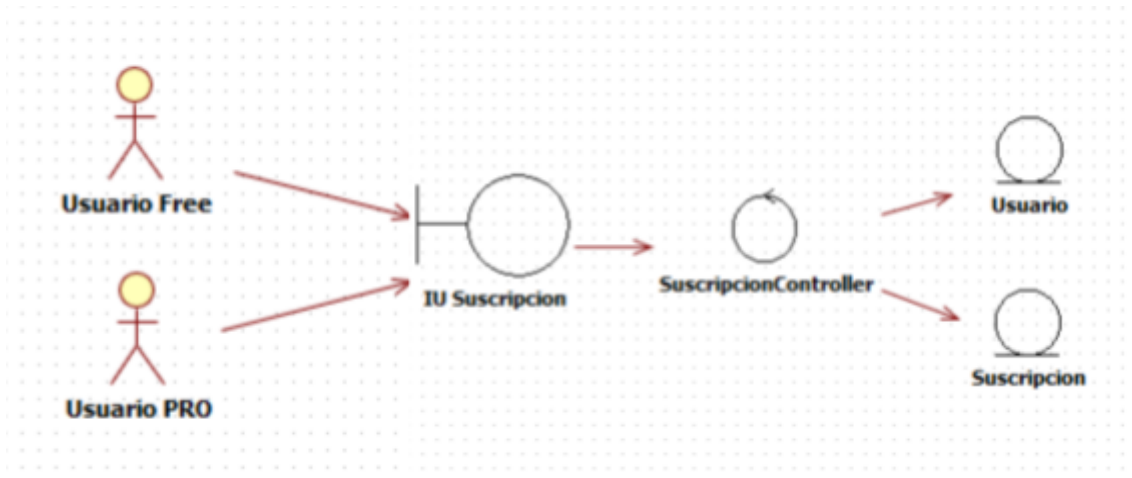 Usuario Free
Usuario PRO
IU Suscripcion
SuscripcionController
Usuario
Suscripcion